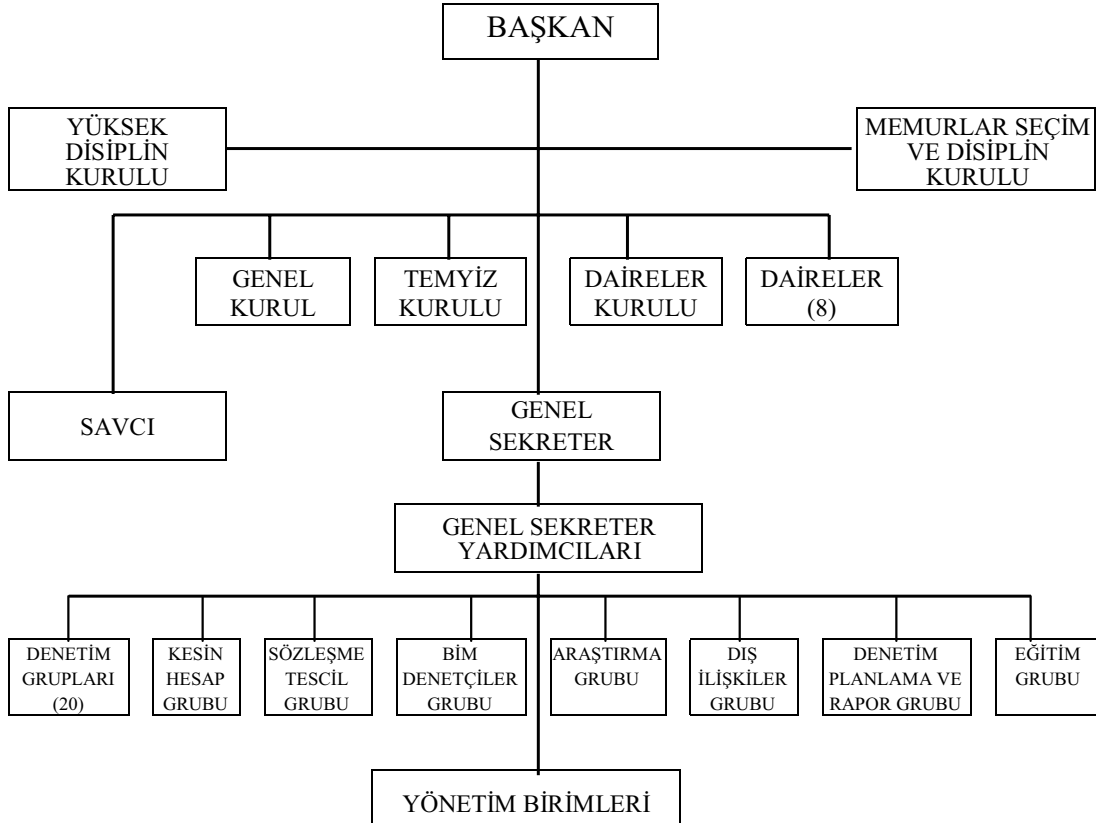 BAŞKAN
YÜKSEK
DİSİPLİN
KURULU
MEMURLAR SEÇİM
VE DİSİPLİN
KURULU
GENEL
KURUL
TEMYİZ
KURULU
DAİRELER
KURULU
DAİRELER
(8)
SAVCI
GENEL
SEKRETER
GENEL SEKRETER
YARDIMCILARI
DENETİM
GRUPLARI
(20)
KESİN
HESAP
GRUBU
SÖZLEŞME
TESCİL
GRUBU
BİM
DENETÇİLER
GRUBU
ARAŞTIRMA
GRUBU
DIŞ
İLİŞKİLER
GRUBU
DENETİM
PLANLAMA VE
RAPOR GRUBU
EĞİTİM
GRUBU
YÖNETİM BİRİMLERİ